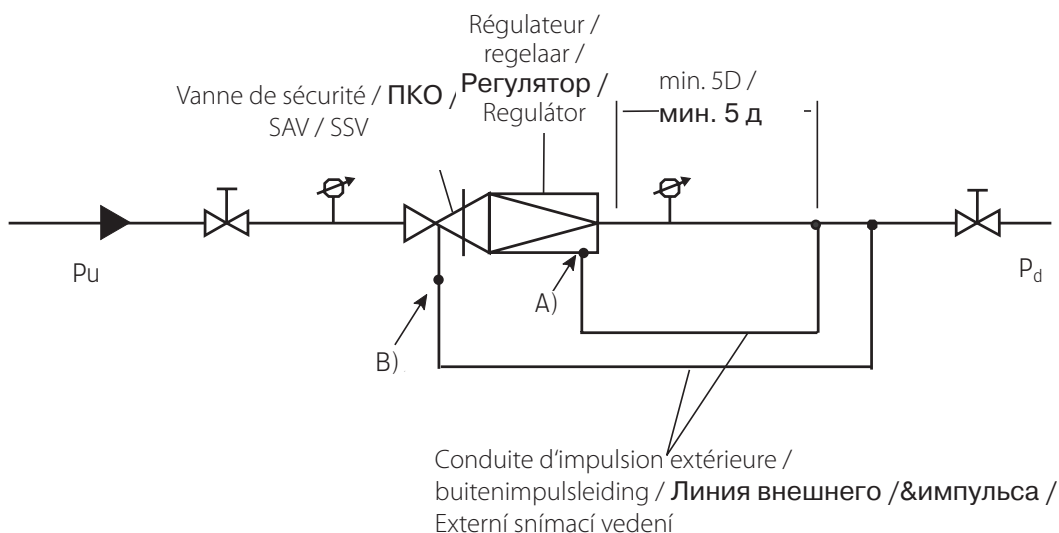 Régulateur /
regelaar /
Регулятор /
Regulátor
Vanne de sécurité / ПКО /
SAV / SSV
min. 5D /
мин. 5 д
Pu
Pd
A)
B)
Conduite d'impulsion extérieure /
buitenimpulsleiding / Линия внешнего /&импульса /
Externí snímací vedení